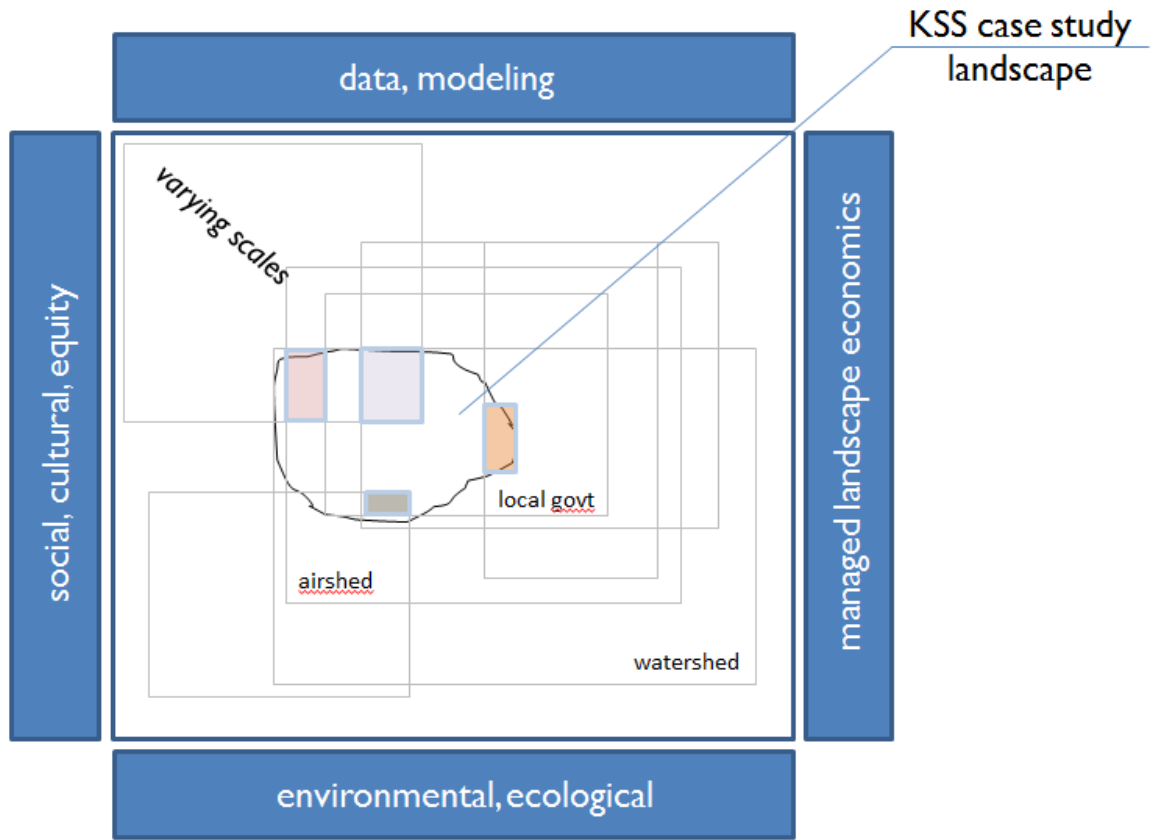 KSS case study
landscape
data, modeling
varying scales
social, cultural, equity
managed landscape economics
local govt
airshed
watershed
environmental, ecological